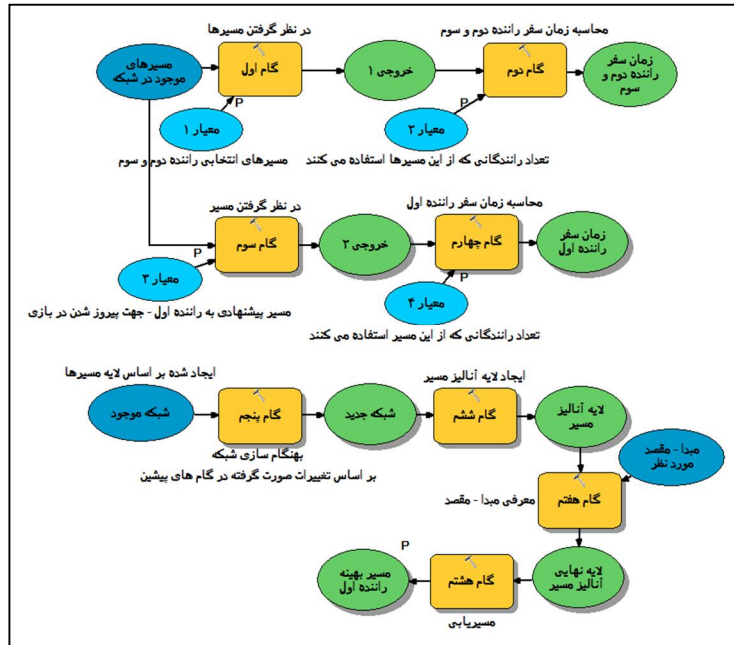 در نظر گرفتن مسیرها
محاسبه زمان سفر راننده دوم و سوم
مسیرهای
موجود در شبکه
گام اول
خروجی ۱
گام دوم
زمان سفر
راننده دوم و
سوم
P
P
معیار ۱
معیار ۲
مسیرهای انتخابی راننده دوم و سوم
تعداد رانندگانی که از این مسیرها استفاده می کنند
در نظر گرفتن مسیر
محاسبه زمان سفر راننده اول
گام سوم
خروجی ۲
گام چهارم
زمان سفر
راننده اول
P
P
معیار ۳
معیار ۴
مسیر پیشنهادی به راننده اول - جهت پیروز شدن در بازی
تعداد رانندگانی که از این مسیر استفاده می کنند
ایجاد شده بر اساس لایه مسیرها
ایجاد لایه آنالیز مسیر
شبکه موجود
گام پنجم
شبکه جدید
گام ششم
لایه آنالیز
مسیر
بهنگام سازی شبکه
بر اساس تغییرات صورت گرفته در گام های پیشین
مبدا - مقصد
مورد نظر
گام هفتم
معرفی مبدا - مقصد
P
مسیر بهینه
راننده اول
گام هشتم
لایه نهایی
آنالیز مسیر
مسیریابی